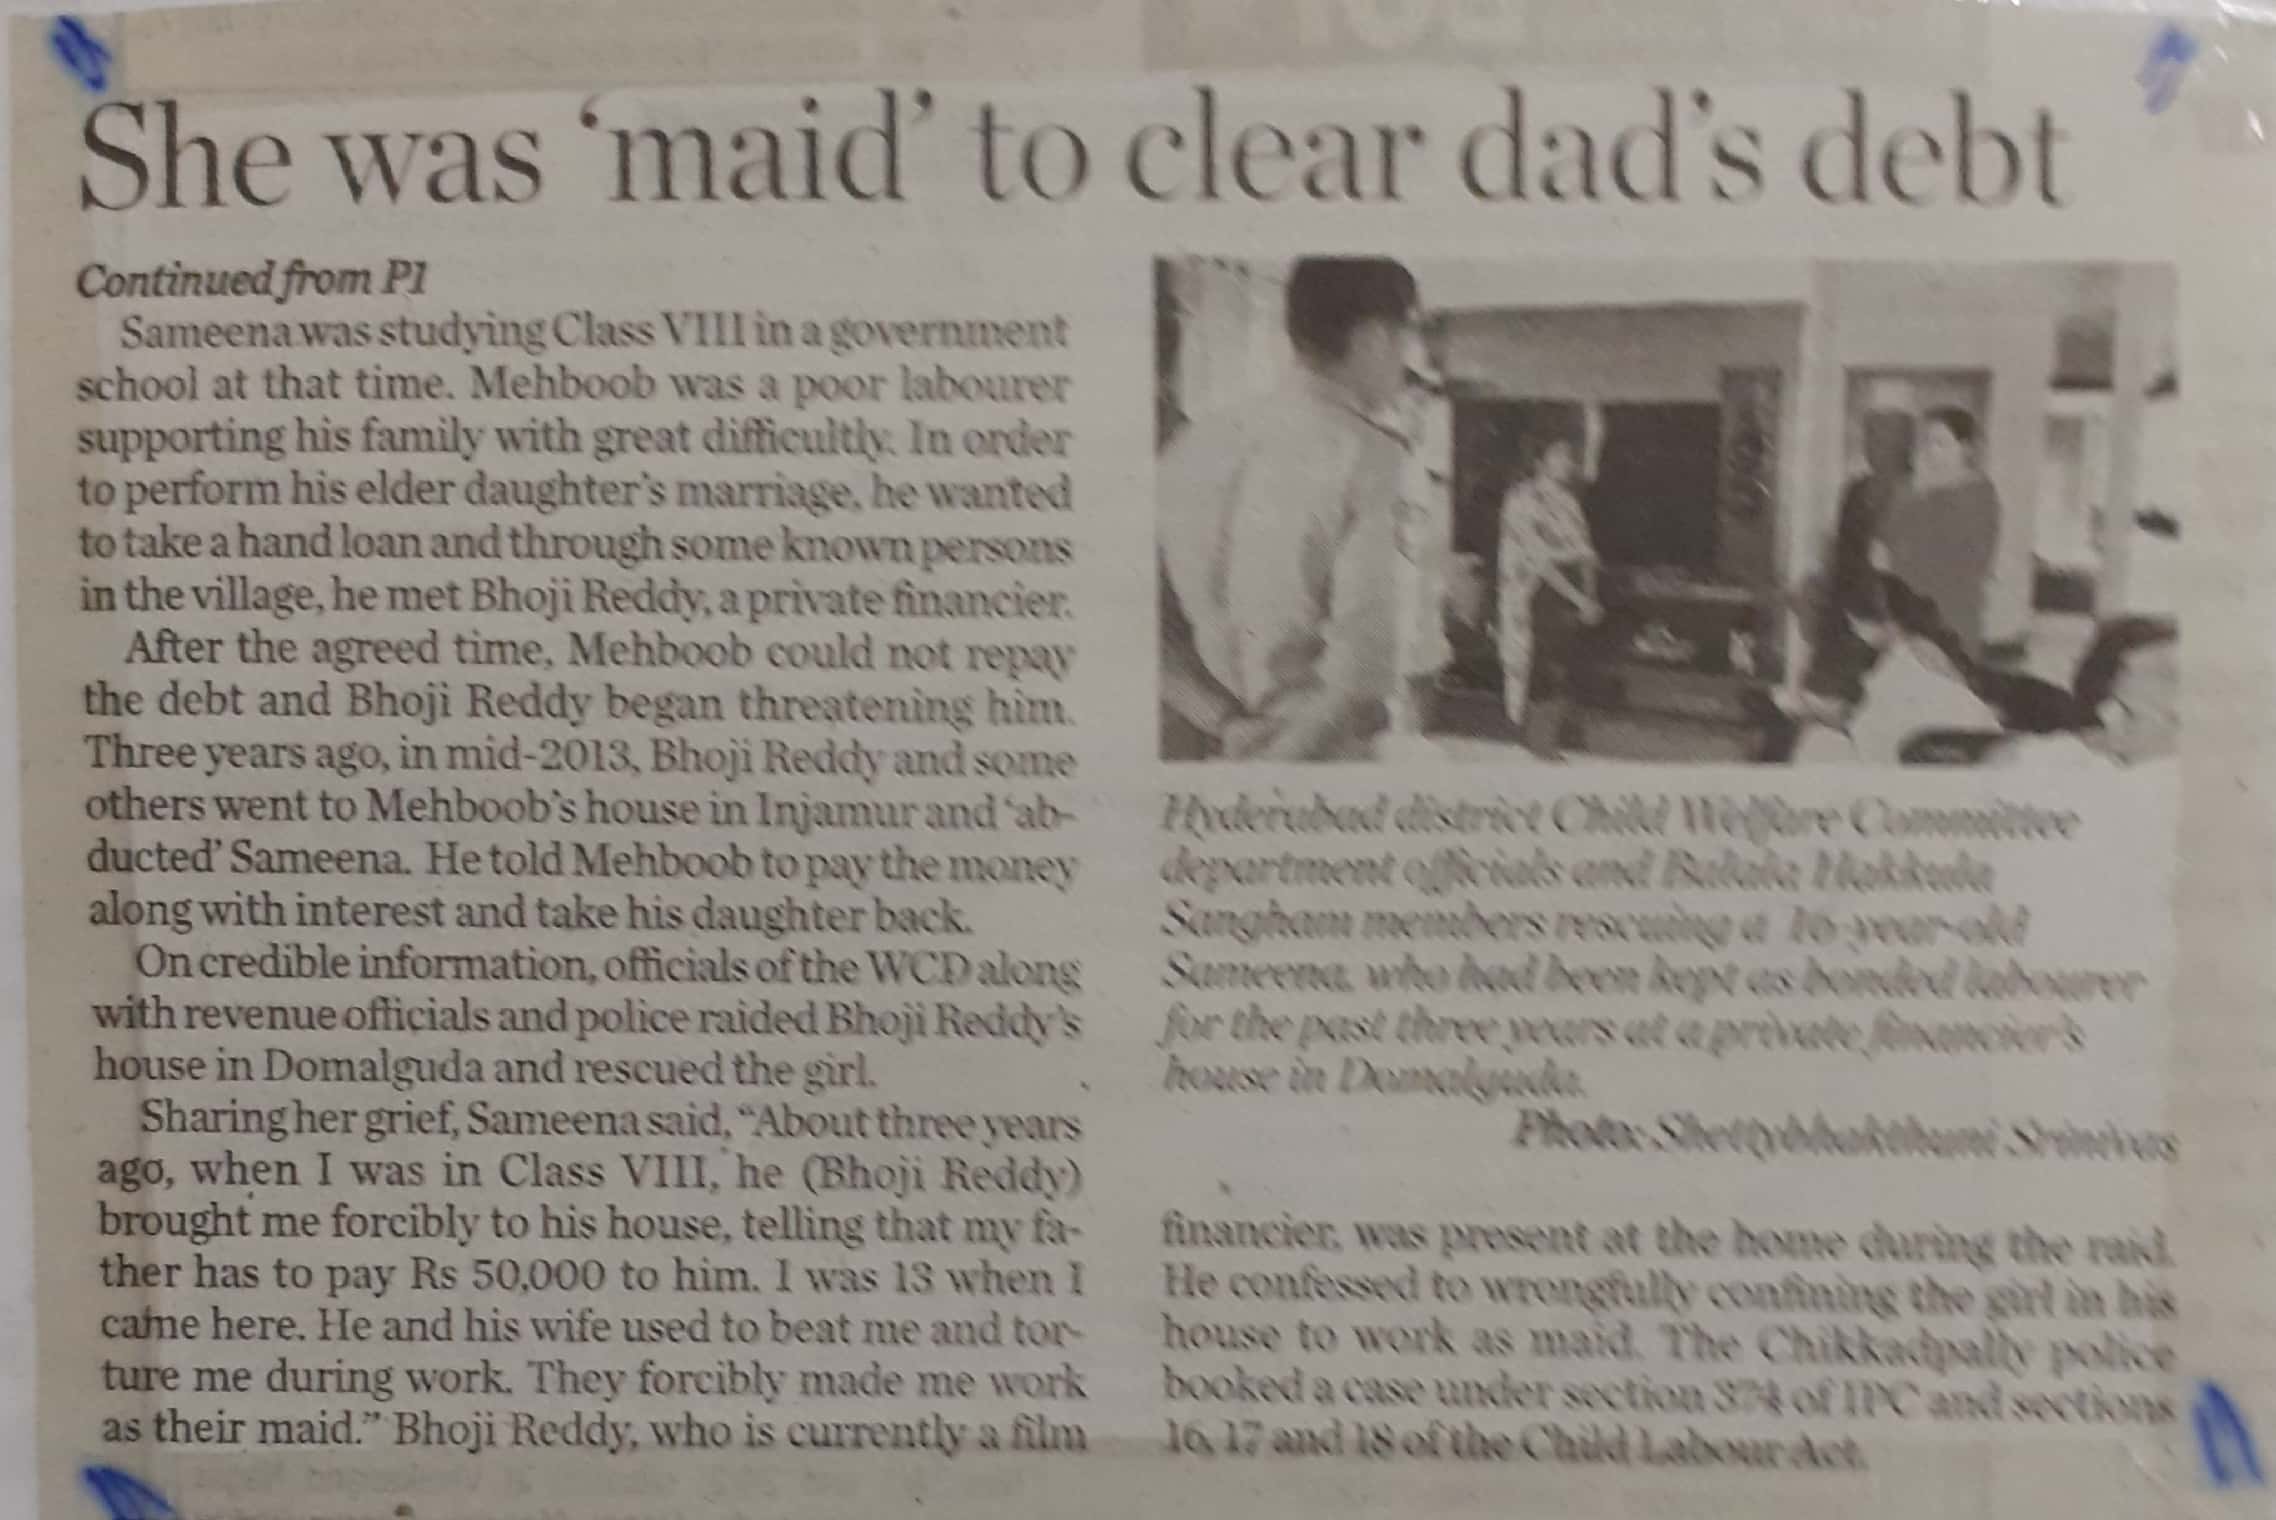 She was ‘maid’ to clear dad’s debt
Continued from P1
Sameena was studying Class VIII in a government
school at that time. Mehboob was a poor labourer
supporting his family with great difficultly. In order
to perform his elder daughter’s marriage, he wanted
to take a hand loan and through some known persons
in the village, he met Bhoji Reddy, a private financier.
After the agreed time, Mehboob could not repay
the debt and Bhoji Reddy began threatening him.
Three years ago, in mid-2013, Bhoji Reddy and some
others went to Mehboob’s house in Injamur and ‘ab-
ducted’ Sameena. He told Mehboob to pay the money
along with interest and take his daughter back.
On credible information, officials of the WCD along
with revenue officials and police raided Bhoji Reddy’s
house in Domalguda and rescued the girl.
Sharing her grief, Sameena said, “About three years
ago, when I was in Class VIII, he (Bhoji Reddy)
brought me forcibly to his house, telling that my fa-
ther has to pay Rs 50,000 to him. I was 13 when I
came here. He and his wife used to beat me and tor-
ture me during work. They forcibly made me work
as their maid.” Bhoji Reddy, who is currently a film
Hyderabad district Child Welfare Committee
department officials and Balala Hakkula
Sangham members rescuing a 16-year-old
Sameena, who had been kept as bonded labourer
for the past three years at a private financier’s
house in Domalguda.
Photo: Srinivas
financier, was present at the home during the raid.
He confessed to wrongfully confining the girl in his
house to work as maid. The Chikkadpally police
booked a case under section 374 of IPC and sections
16, 17 and 18 of the Child Labour Act.